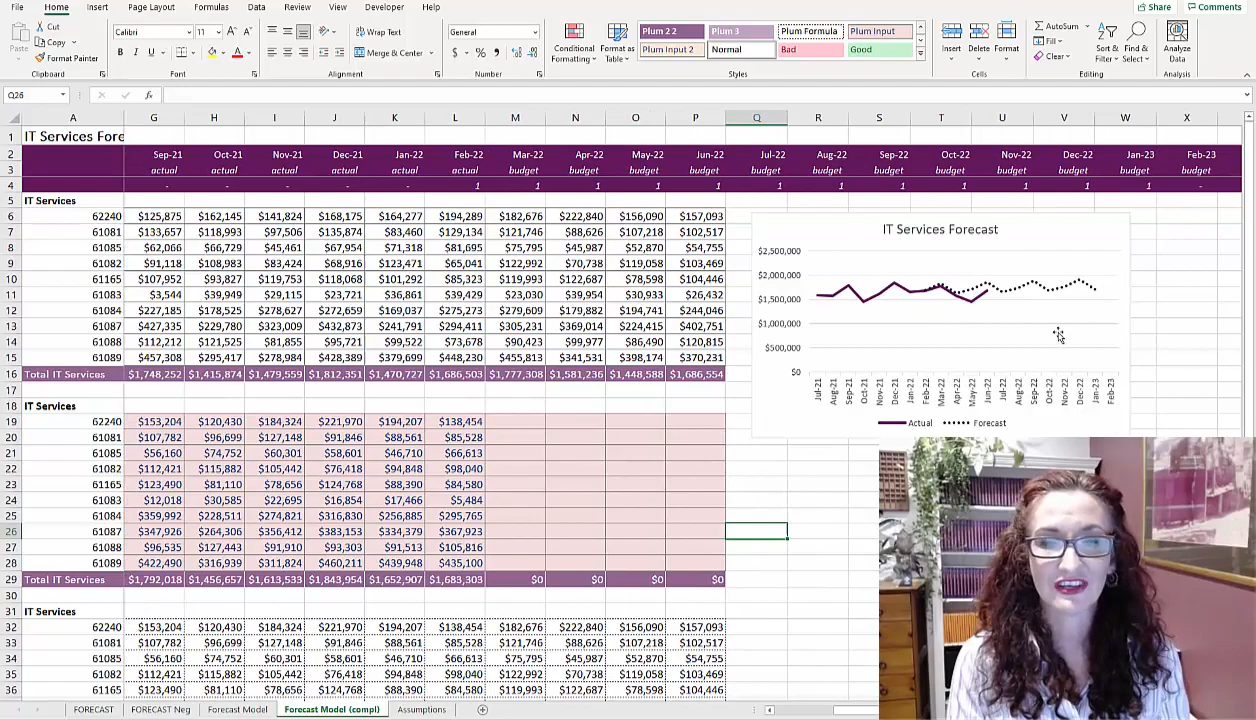 File Home Insert Page Layout Formulas Data Review View Developer Help Share Comments
Paste Cut Copy Format Painter Calibri 11 Wrap Text Merge & Center General Conditional Formatting Format as Table Plum 2 2 Plum 3 Plum Formula Plum Input Insert Delete Format AutoSum Fill Clear Sort & Filter Find & Select Analyze Data
B I U A $ % Plum Input 2 Normal Bad Good
Clipboard Font Alignment Number Styles Cells Editing Analysis
Q26 fx
A G H I J K L M N O P Q R S T U V W X
1 IT Services Fore
2 Sep-21 Oct-21 Nov-21 Dec-21 Jan-22 Feb-22 Mar-22 Apr-22 May-22 Jun-22 Jul-22 Aug-22 Sep-22 Oct-22 Nov-22 Dec-22 Jan-23 Feb-23
3 actual actual actual actual actual actual budget budget budget budget budget budget budget budget budget budget budget budget
4 - - - - - 1 1 1 1 1 1 1 1 1 1 1 1 -
5 IT Services
6 62240 $125,875 $162,145 $141,824 $168,175 $164,277 $194,289 $182,676 $222,840 $156,090 $157,093
7 61081 $133,657 $118,993 $97,506 $135,874 $83,460 $129,134 $121,746 $88,626 $107,218 $102,517
8 61085 $62,066 $66,729 $45,461 $67,954 $71,318 $81,695 $75,795 $45,987 $52,870 $54,755
9 61082 $91,118 $108,983 $83,424 $68,916 $123,471 $65,041 $122,992 $70,738 $119,058 $103,469
10 61165 $107,952 $93,873 $119,753 $118,068 $101,292 $85,323 $119,993 $122,687 $78,598 $104,446
11 61083 $3,544 $39,949 $29,115 $23,721 $36,861 $39,429 $23,030 $39,954 $30,933 $26,432
12 61084 $227,185 $178,525 $278,627 $272,659 $169,037 $275,273 $279,609 $179,882 $194,741 $244,046
13 61087 $427,335 $229,780 $323,009 $432,873 $241,791 $294,411 $305,231 $369,014 $224,415 $402,751
14 61088 $112,212 $121,525 $81,855 $95,721 $99,522 $73,678 $90,423 $99,977 $86,490 $120,815
15 61089 $457,308 $295,417 $278,984 $428,389 $379,699 $448,230 $455,813 $341,531 $398,174 $370,231
16 Total IT Services $1,748,252 $1,415,874 $1,479,559 $1,812,351 $1,470,727 $1,686,503 $1,777,308 $1,581,236 $1,448,588 $1,686,554
17
18 IT Services
19 62240 $153,204 $120,430 $184,324 $221,970 $194,207 $138,454
20 61081 $107,782 $96,699 $127,148 $91,846 $88,561 $85,528
21 61085 $56,160 $74,752 $60,301 $58,601 $46,710 $66,613
22 61082 $112,421 $115,882 $105,442 $76,418 $94,848 $98,040
23 61165 $123,490 $81,110 $78,656 $124,768 $88,390 $84,580
24 61083 $12,018 $30,585 $22,695 $16,854 $17,466 $5,484
25 61084 $359,992 $228,511 $274,821 $316,830 $256,885 $295,765
26 61087 $347,926 $264,306 $356,412 $383,153 $334,379 $367,923
27 61088 $96,535 $127,443 $91,910 $93,303 $91,513 $105,816
28 61089 $422,490 $316,939 $311,824 $460,211 $439,948 $435,100
29 Total IT Services $1,792,018 $1,456,657 $1,613,533 $1,843,954 $1,652,907 $1,683,303 $0 $0 $0 $0
30
31 IT Services
32 62240 $153,204 $120,430 $184,324 $221,970 $194,207 $138,454 $182,676 $222,840 $156,090 $157,093
33 61081 $107,782 $96,699 $127,148 $91,846 $88,561 $85,528 $121,746 $88,626 $107,218 $102,517
34 61085 $56,160 $74,752 $60,301 $58,601 $46,710 $66,613 $75,795 $45,987 $52,870 $54,755
35 61082 $112,421 $115,882 $105,442 $76,418 $94,848 $98,040 $122,992 $70,738 $119,058 $103,469
36 61165 $123,490 $81,110 $78,656 $124,768 $88,390 $84,580 $119,993 $122,687 $78,598 $104,446
IT Services Forecast
$2,500,000
$2,000,000
$1,500,000
$1,000,000
$500,000
$0
Jul-21 Aug-21 Sep-21 Oct-21 Nov-21 Dec-21 Jan-22 Feb-22 Mar-22 Apr-22 May-22 Jun-22 Jul-22 Aug-22 Sep-22 Oct-22 Nov-22 Dec-22 Jan-23 Feb-23
Actual Forecast
FORECAST FORECAST Neg Forecast Model Forecast Model (compl) Assumptions